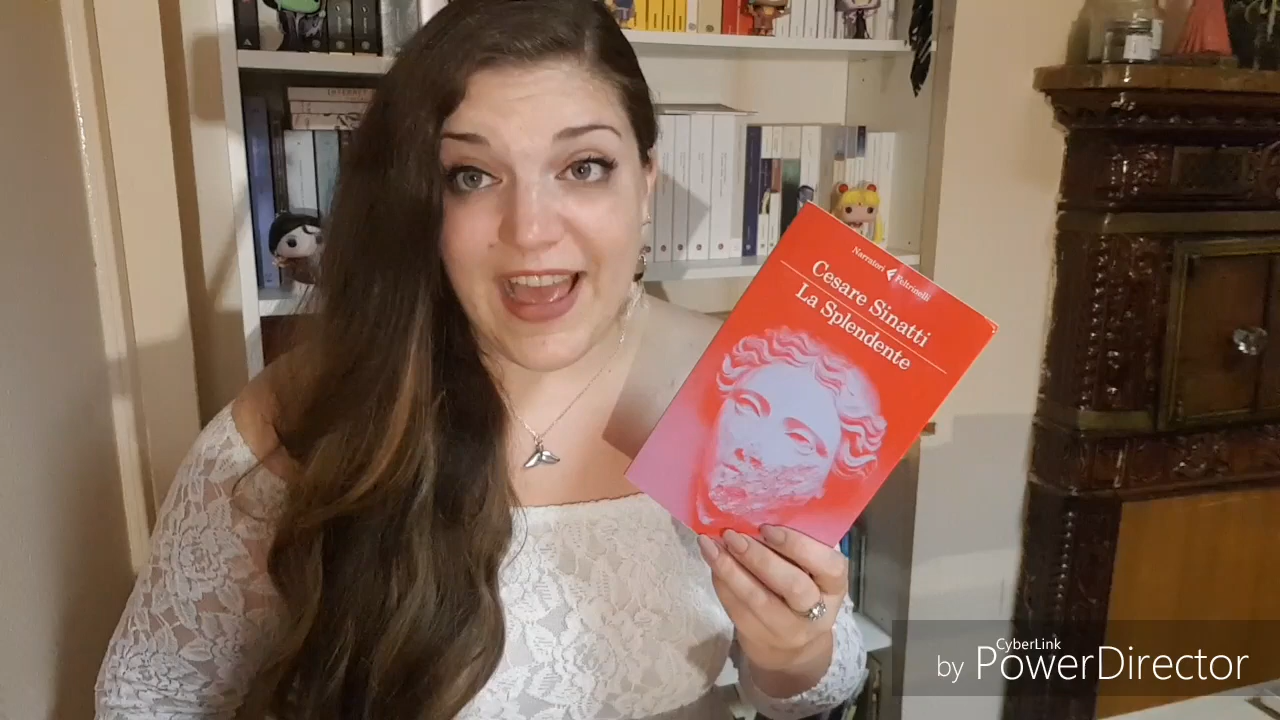 Narratori Feltrinelli
Cesare Sinatti
La Splendente
CyberLink
by PowerDirector